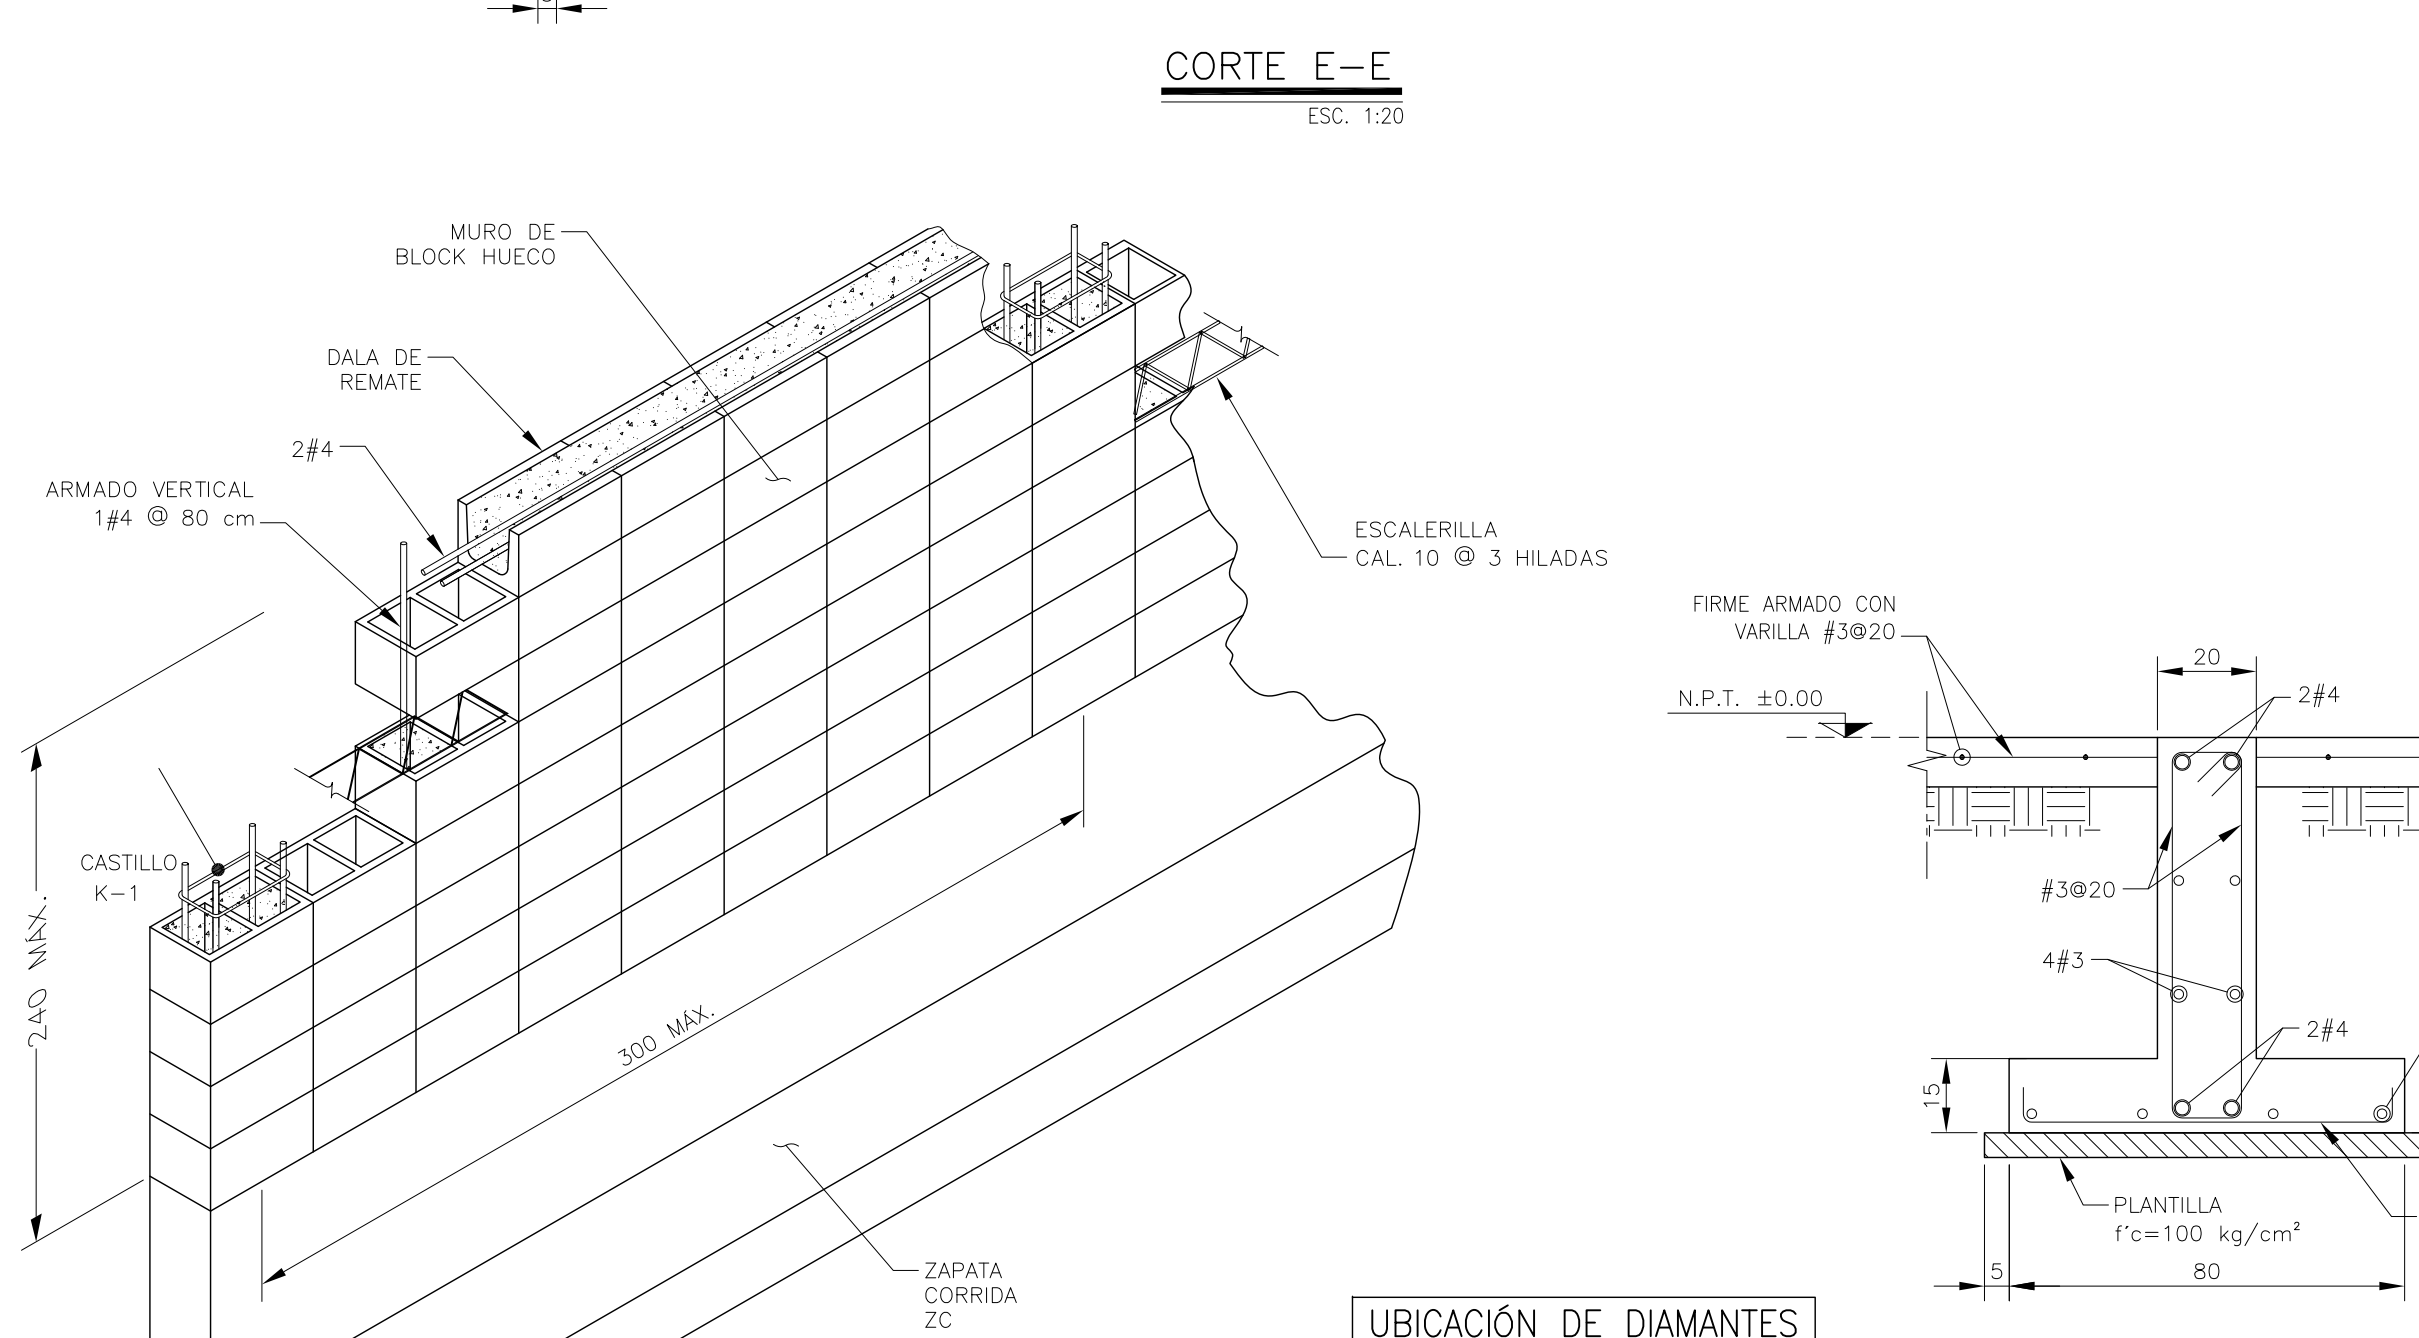 CORTE E-E
ESC. 1:20
MURO DE
BLOCK HUECO
DALA DE
REMATE
2#4
ARMADO VERTICAL
1#4 @ 80 cm
ESCALERILLA
CAL. 10 @ 3 HILADAS
CASTILLO
K-1
240 MÁX.
300 MÁX.
ZAPATA
CORRIDA
ZC
FIRME ARMADO CON
VARILLA #3@20
N.P.T. ±0.00
20
2#4
#3@20
4#3
2#4
15
PLANTILLA
f´c=100 kg/cm²
5
80
UBICACIÓN DE DIAMANTES